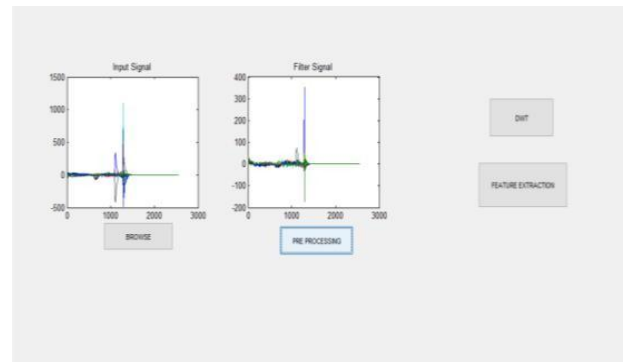 Input Signal
1500
1000
500
0
-500
0 1000 2000 3000
BROWSE
Filter Signal
400
300
200
100
0
-100
-200
0 1000 2000 3000
PRE PROCESSING
DWT
FEATURE EXTRACTION